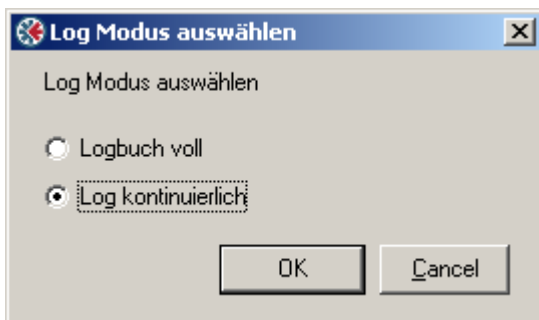 Log Modus auswählen
Log Modus auswählen
Logbuch voll
Log kontinuierlich
OK Cancel